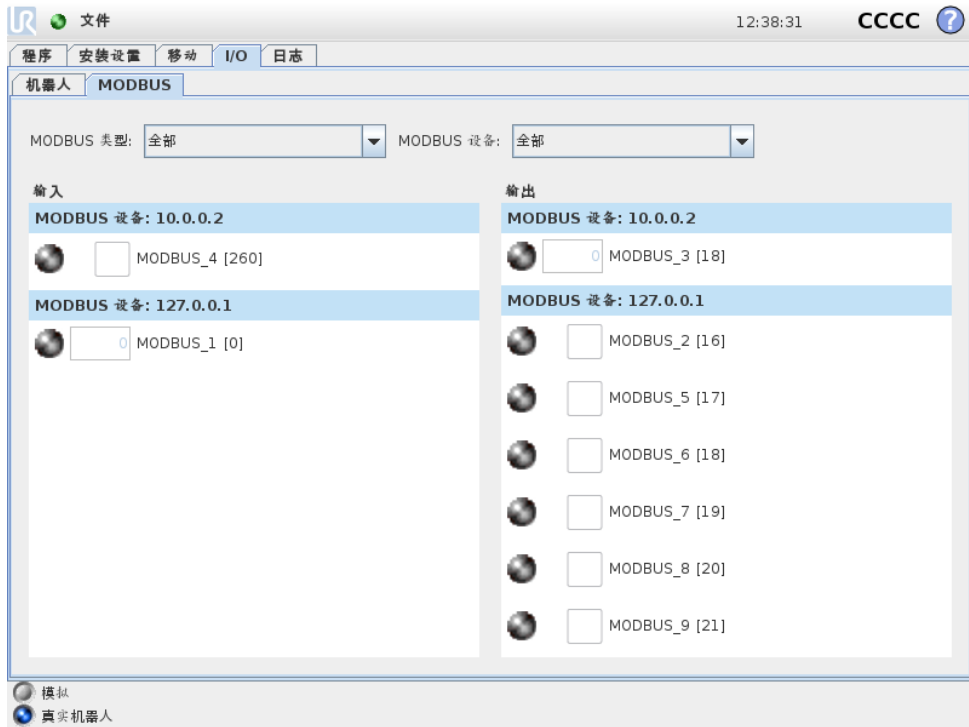 UR 文件 12:38:31 CCCC ?
程序 安装设置 移动 I/O 日志
机器人 MODBUS
MODBUS 类型: 全部 MODBUS 设备: 全部
输入
MODBUS 设备: 10.0.0.2
MODBUS_4 [260]
MODBUS 设备: 127.0.0.1
0 MODBUS_1 [0]
输出
MODBUS 设备: 10.0.0.2
0 MODBUS_3 [18]
MODBUS 设备: 127.0.0.1
MODBUS_2 [16]
MODBUS_5 [17]
MODBUS_6 [18]
MODBUS_7 [19]
MODBUS_8 [20]
MODBUS_9 [21]
模拟
真实机器人